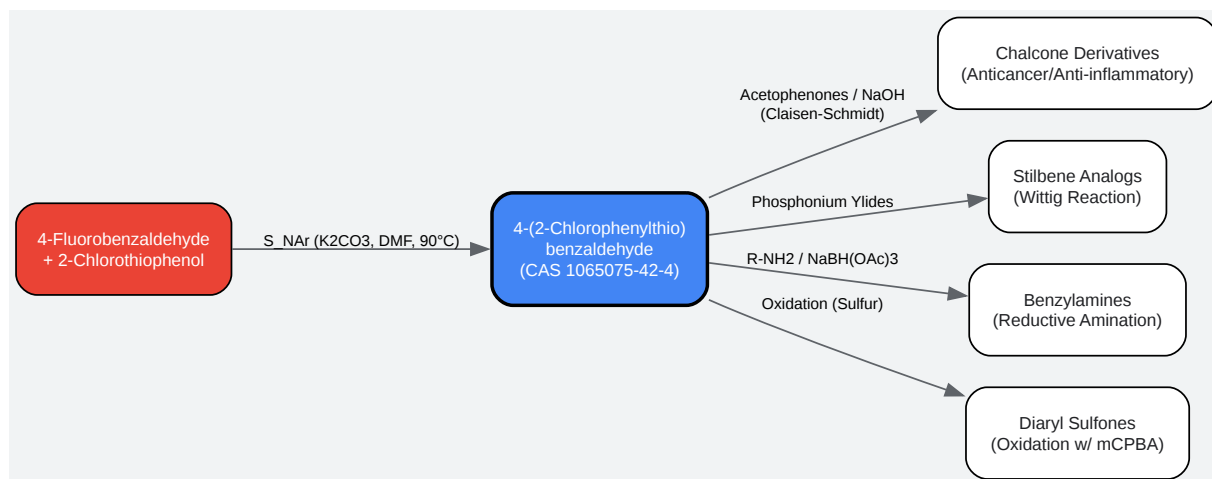 4-Fluorobenzaldehyde
+ 2-Chlorothiophenol
S_NAr (K2CO3, DMF, 90°C)
4-(2-Chlorophenylthio)
benzaldehyde
(CAS 1065075-42-4)
Acetophenones / NaOH
(Claisen-Schmidt)
Chalcone Derivatives
(Anticancer/Anti-inflammatory)
Phosphonium Ylides
Stilbene Analogs
(Wittig Reaction)
R-NH2 / NaBH(OAc)3
Benzylamines
(Reductive Amination)
Oxidation (Sulfur)
Diaryl Sulfones
(Oxidation w/ mCPBA)